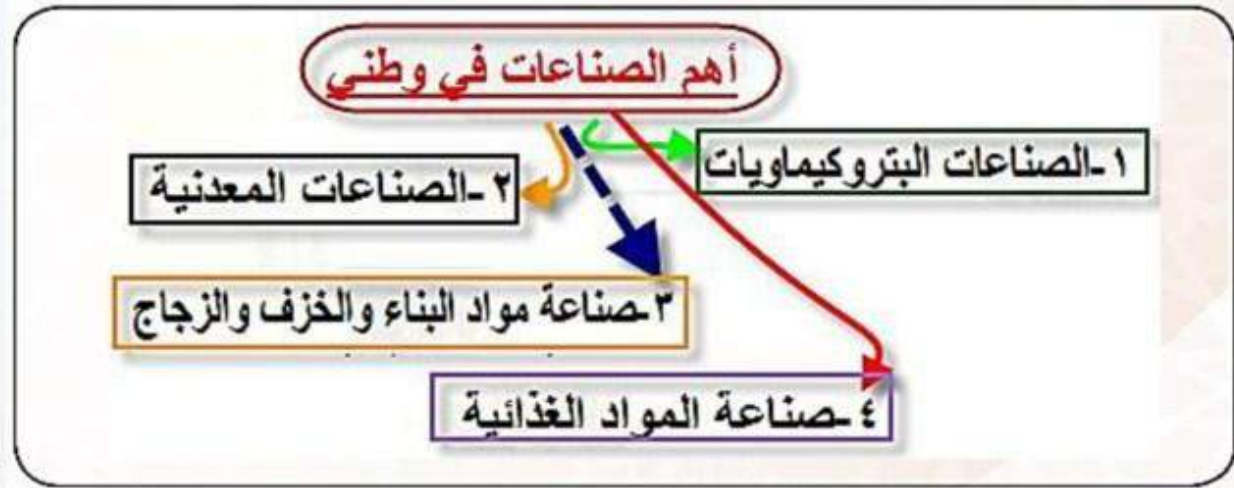 أهم الصناعات في وطني
١-الصناعات البتروكيماويات
٢-الصناعات المعدنية
٣-صناعة مواد البناء والخزف والزجاج
٤-صناعة المواد الغذائية